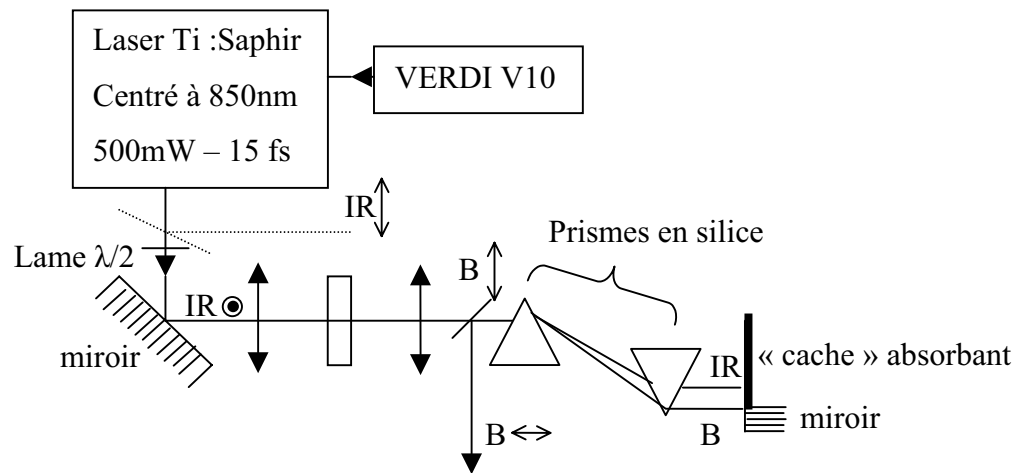 Laser Ti :Saphir
Centré à 850nm
500mW – 15 fs
VERDI V10
IR
Lame λ/2
Prismes en silice
B
IR
miroir
IR
« cache » absorbant
miroir
B
B